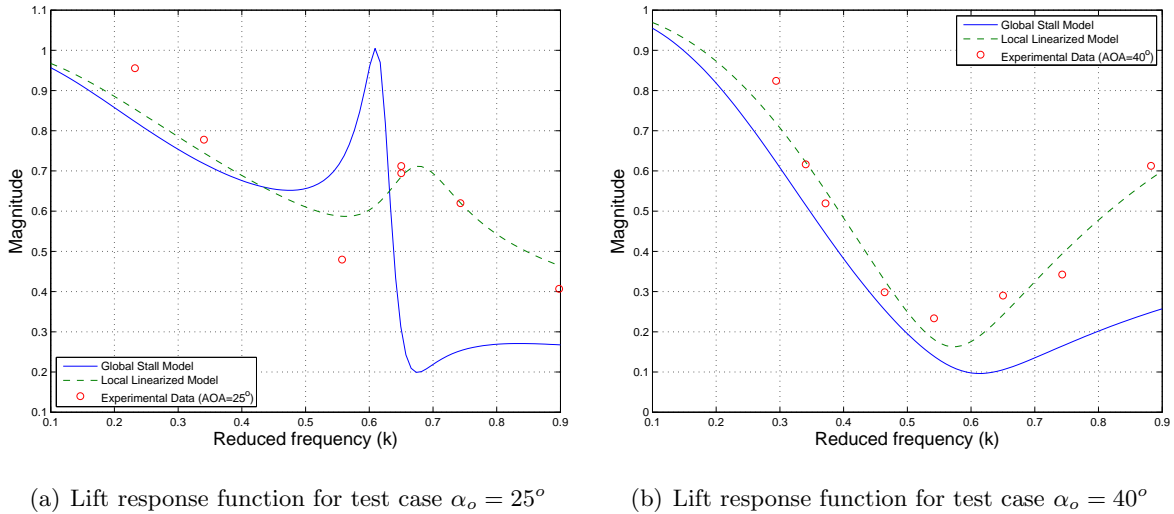 1.1
1
0.9
0.8
0.7
0.6
0.5
0.4
0.3
0.2
0.1
Magnitude
Global Stall Model
Local Linearized Model
Experimental Data (AOA=25°)
0.1 0.2 0.3 0.4 0.5 0.6 0.7 0.8 0.9
Reduced frequency (k)
(a) Lift response function for test case αₒ = 25ᵒ
1
0.9
0.8
0.7
0.6
0.5
0.4
0.3
0.2
0.1
0
Magnitude
Global Stall Model
Local Linearized Model
Experimental Data (AOA=40°)
0.1 0.2 0.3 0.4 0.5 0.6 0.7 0.8 0.9
Reduced frequency (k)
(b) Lift response function for test case αₒ = 40ᵒ